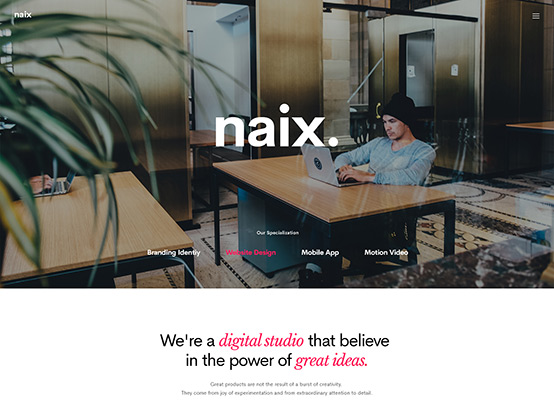 naix
naix.
Our Specialization
Branding Identiy Website Design Mobile App Motion Video
We're a digital studio that believe
in the power of great ideas.
Great products are not the result of a burst of creativity.
They come from joy of experimentation and from extraordinary attention to detail.